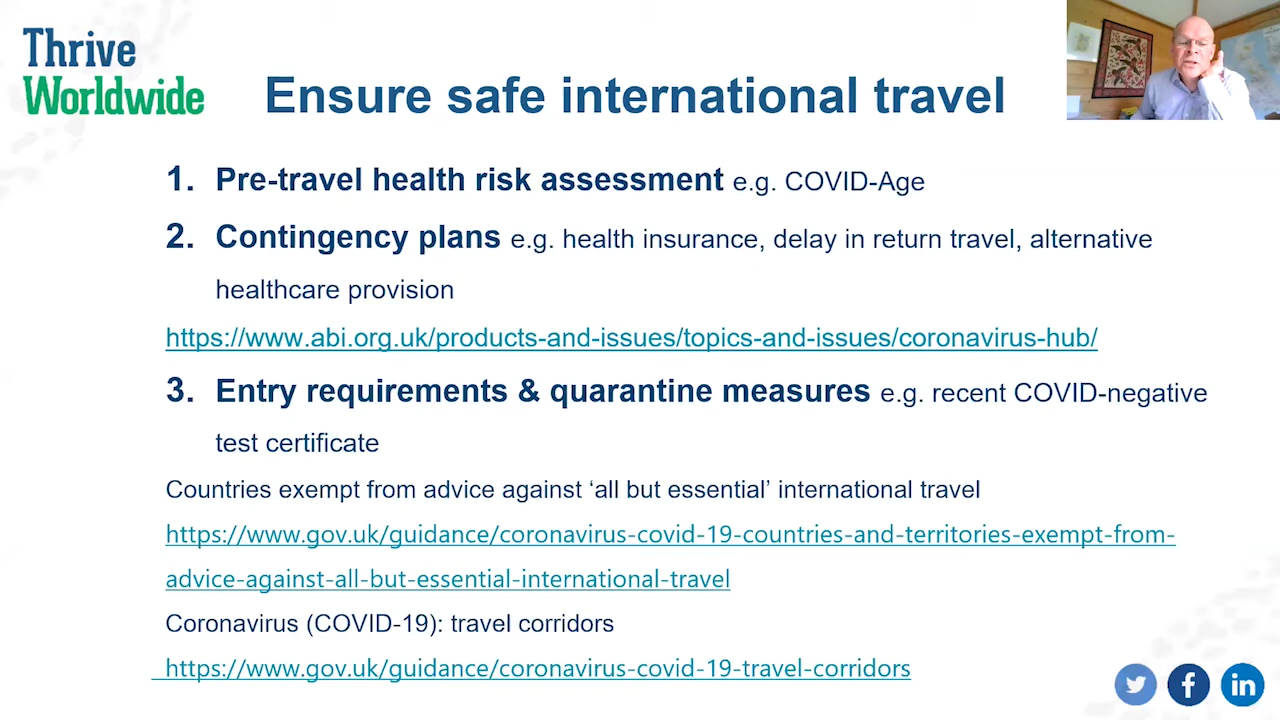 Thrive
Worldwide
Ensure safe international travel
1. Pre-travel health risk assessment e.g. COVID-Age
2. Contingency plans e.g. health insurance, delay in return travel, alternative
healthcare provision
https://www.abi.org.uk/products-and-issues/topics-and-issues/coronavirus-hub/
3. Entry requirements & quarantine measures e.g. recent COVID-negative
test certificate
Countries exempt from advice against ‘all but essential’ international travel
https://www.gov.uk/guidance/coronavirus-covid-19-countries-and-territories-exempt-from-
advice-against-all-but-essential-international-travel
Coronavirus (COVID-19): travel corridors
https://www.gov.uk/guidance/coronavirus-covid-19-travel-corridors